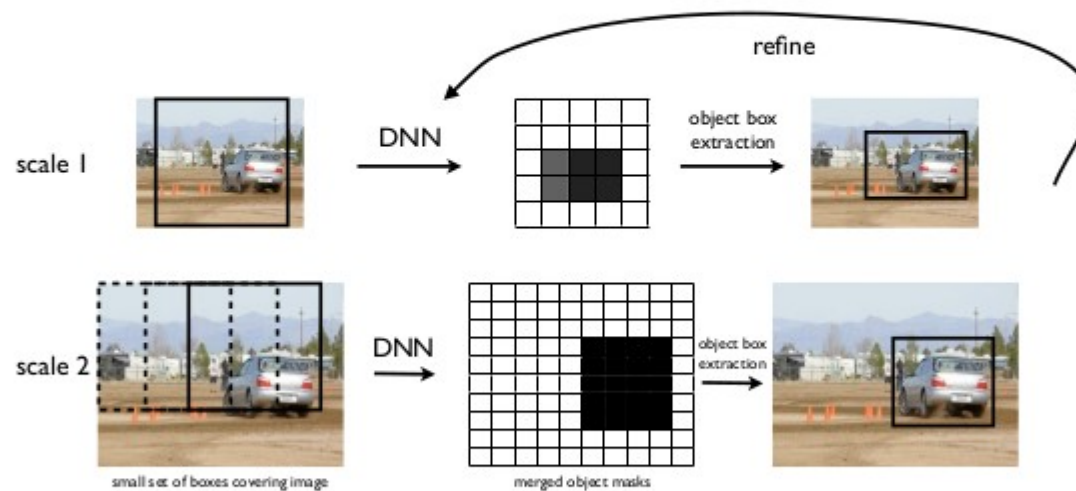 refine
scale 1
DNN
object box
extraction
scale 2
DNN
object box
extraction
small set of boxes covering image
merged object masks